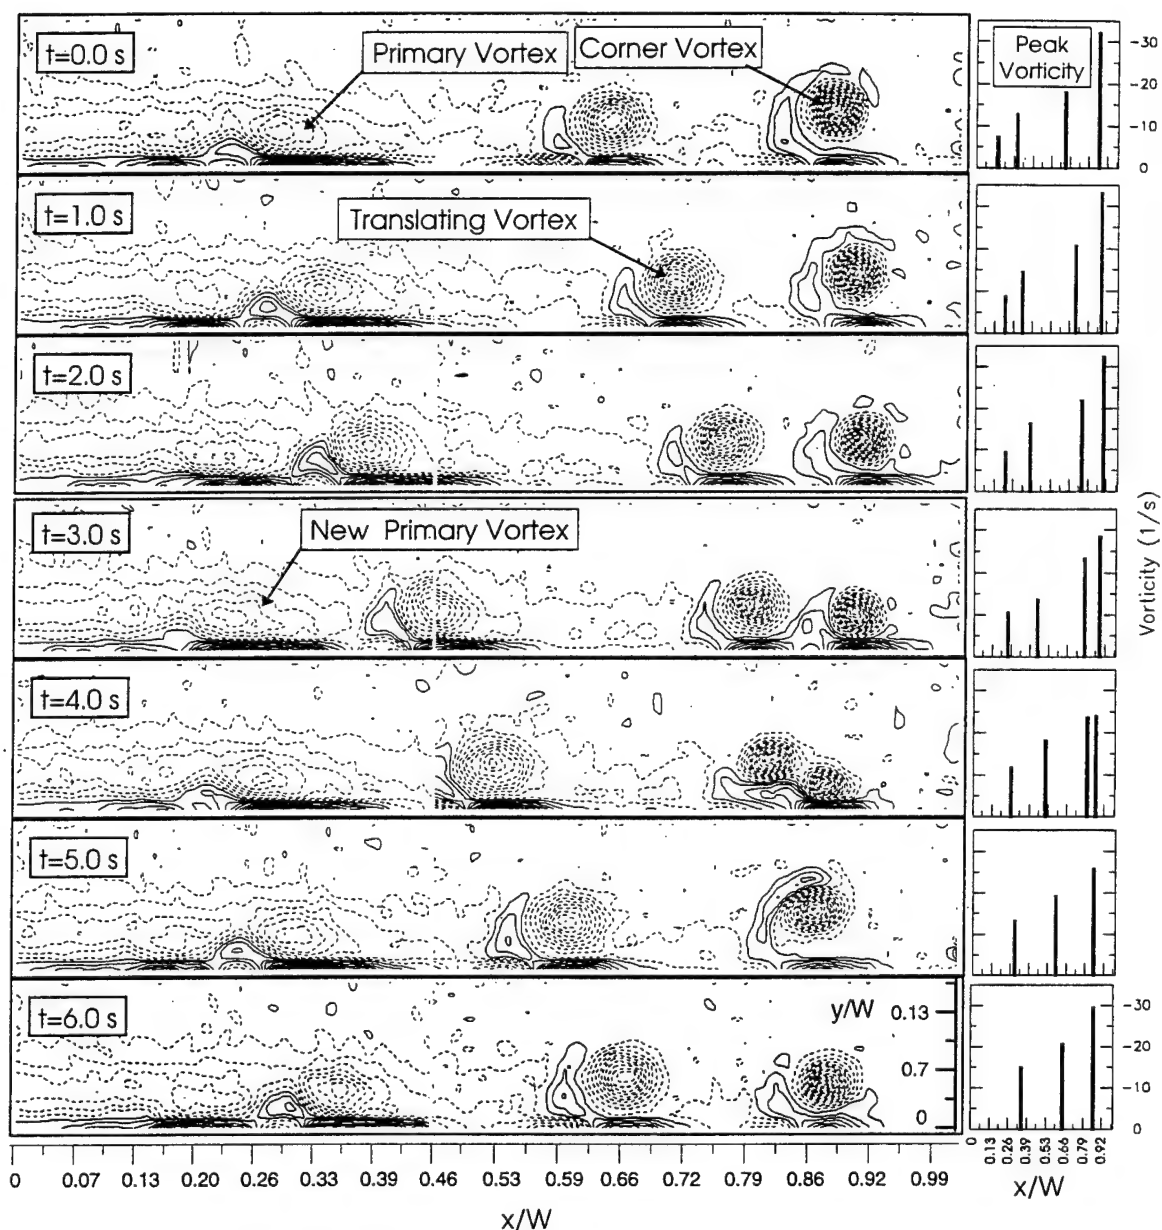 t=0.0 s
Primary Vortex
Corner Vortex
Peak
Vorticity
-30
-20
-10
0
t=1.0 s
Translating Vortex
t=2.0 s
t=3.0 s
New Primary Vortex
Vorticity (1/s)
t=4.0 s
t=5.0 s
t=6.0 s
y/W
0.13
0.7
0
-30
-20
-10
0
0 0.07 0.13 0.20 0.26 0.33 0.39 0.46 0.53 0.59 0.66 0.72 0.79 0.86 0.92 0.99
x/W
0 0.13 0.26 0.39 0.53 0.66 0.79 0.92
x/W